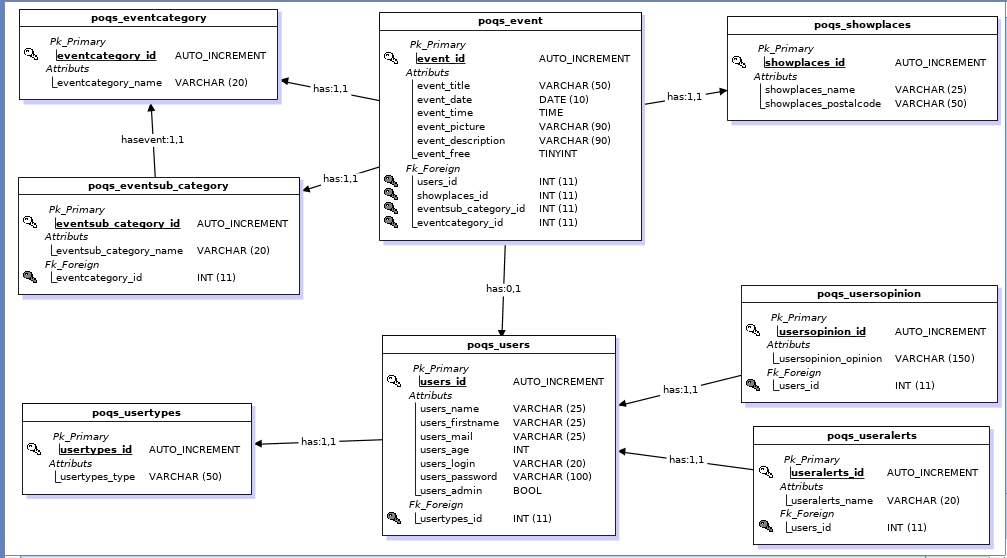 poqs_eventcategory
Pk_Primary
eventcategory_id AUTO_INCREMENT
Attributs
eventcategory_name VARCHAR (20)
poqs_event
Pk_Primary
event_id AUTO_INCREMENT
Attributs
event_title VARCHAR (50)
event_date DATE (10)
event_time TIME
event_picture VARCHAR (90)
event_description VARCHAR (90)
event_free TINYINT
Fk_Foreign
users_id INT (11)
showplaces_id INT (11)
eventsub_category_id INT (11)
eventcategory_id INT (11)
poqs_showplaces
Pk_Primary
showplaces_id AUTO_INCREMENT
Attributs
showplaces_name VARCHAR (25)
showplaces_postalcode VARCHAR (50)
has:1,1
has:1,1
hasevent:1,1
has:1,1
poqs_eventsub_category
Pk_Primary
eventsub_category_id AUTO_INCREMENT
Attributs
eventsub_category_name VARCHAR (20)
Fk_Foreign
eventcategory_id INT (11)
has:0,1
poqs_usersopinion
Pk_Primary
usersopinion_id AUTO_INCREMENT
Attributs
usersopinion_opinion VARCHAR (150)
Fk_Foreign
users_id INT (11)
poqs_users
Pk_Primary
users_id AUTO_INCREMENT
Attributs
users_name VARCHAR (25)
users_firstname VARCHAR (25)
users_mail VARCHAR (25)
users_age INT
users_login VARCHAR (20)
users_password VARCHAR (100)
users_admin BOOL
Fk_Foreign
usertypes_id INT (11)
has:1,1
poqs_usertypes
Pk_Primary
usertypes_id AUTO_INCREMENT
Attributs
usertypes_type VARCHAR (50)
has:1,1
has:1,1
poqs_useralerts
Pk_Primary
useralerts_id AUTO_INCREMENT
Attributs
useralerts_name VARCHAR (20)
Fk_Foreign
users_id INT (11)